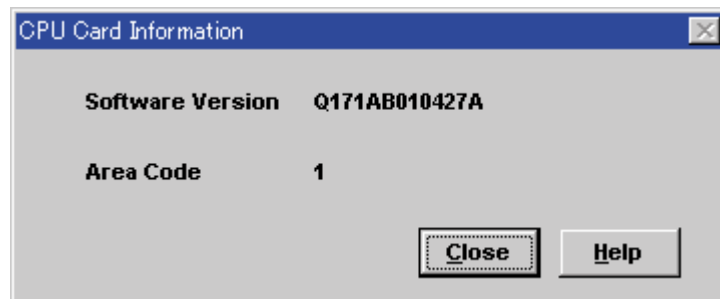 CPU Card Information
Software Version Q171AB010427A
Area Code 1
Close Help